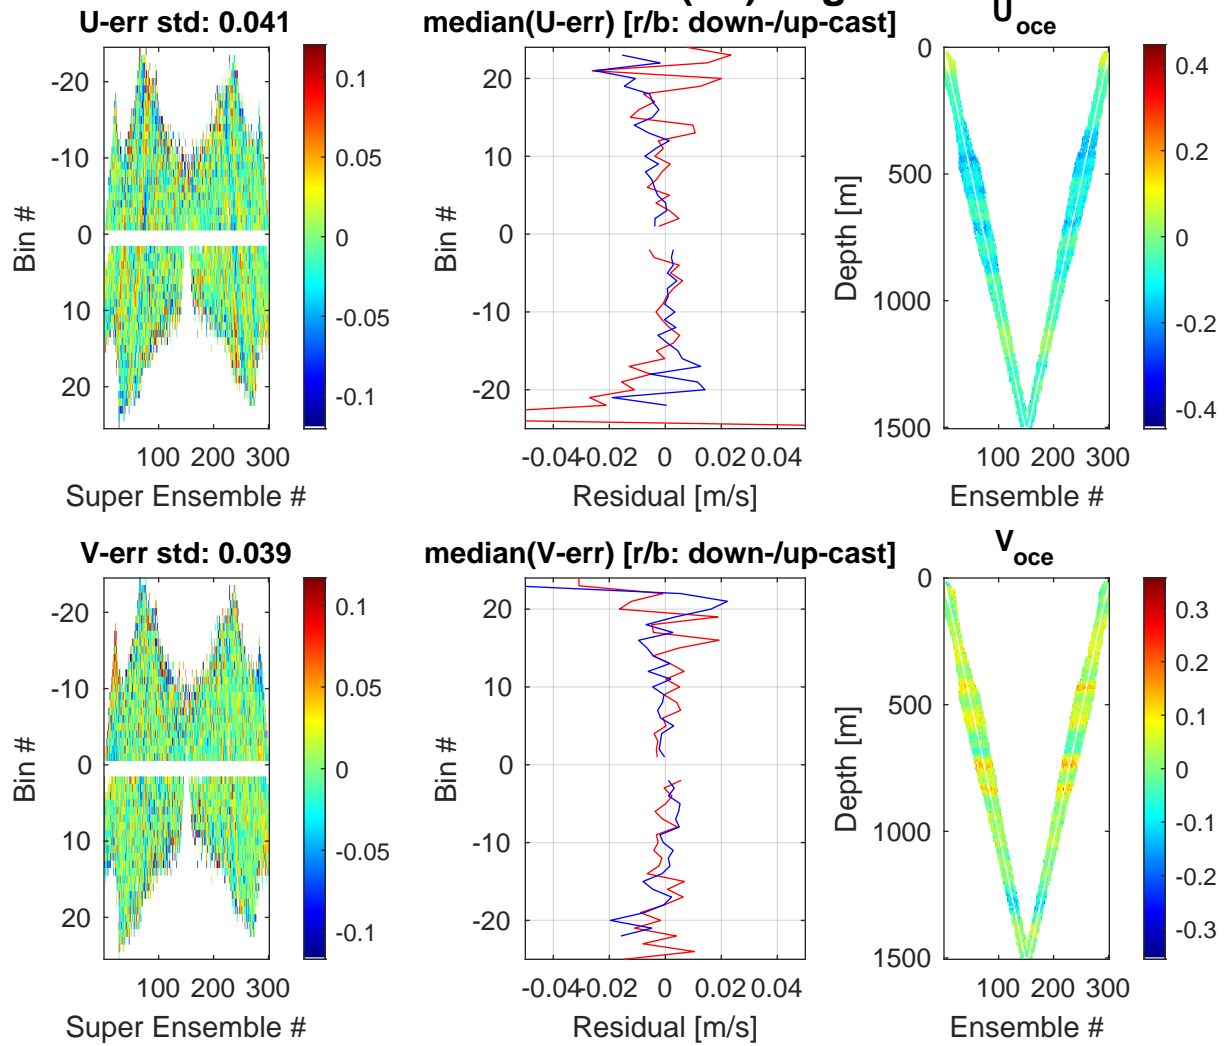 U-err std: 0.041
median(U-err) [r/b: down-/up-cast]
U
oce
-20
-10
0
10
20
Bin #
100 200 300
Super Ensemble #
0.1
0.05
0
-0.05
-0.1
20
10
0
-10
-20
Bin #
-0.04 -0.02 0 0.02 0.04
Residual [m/s]
0
500
1000
1500
Depth [m]
100 200 300
Ensemble #
0.4
0.2
0
-0.2
-0.4
V-err std: 0.039
median(V-err) [r/b: down-/up-cast]
V
oce
-20
-10
0
10
20
Bin #
100 200 300
Super Ensemble #
0.1
0.05
0
-0.05
-0.1
20
10
0
-10
-20
Bin #
-0.04 -0.02 0 0.02 0.04
Residual [m/s]
0
500
1000
1500
Depth [m]
100 200 300
Ensemble #
0.3
0.2
0.1
0
-0.1
-0.2
-0.3